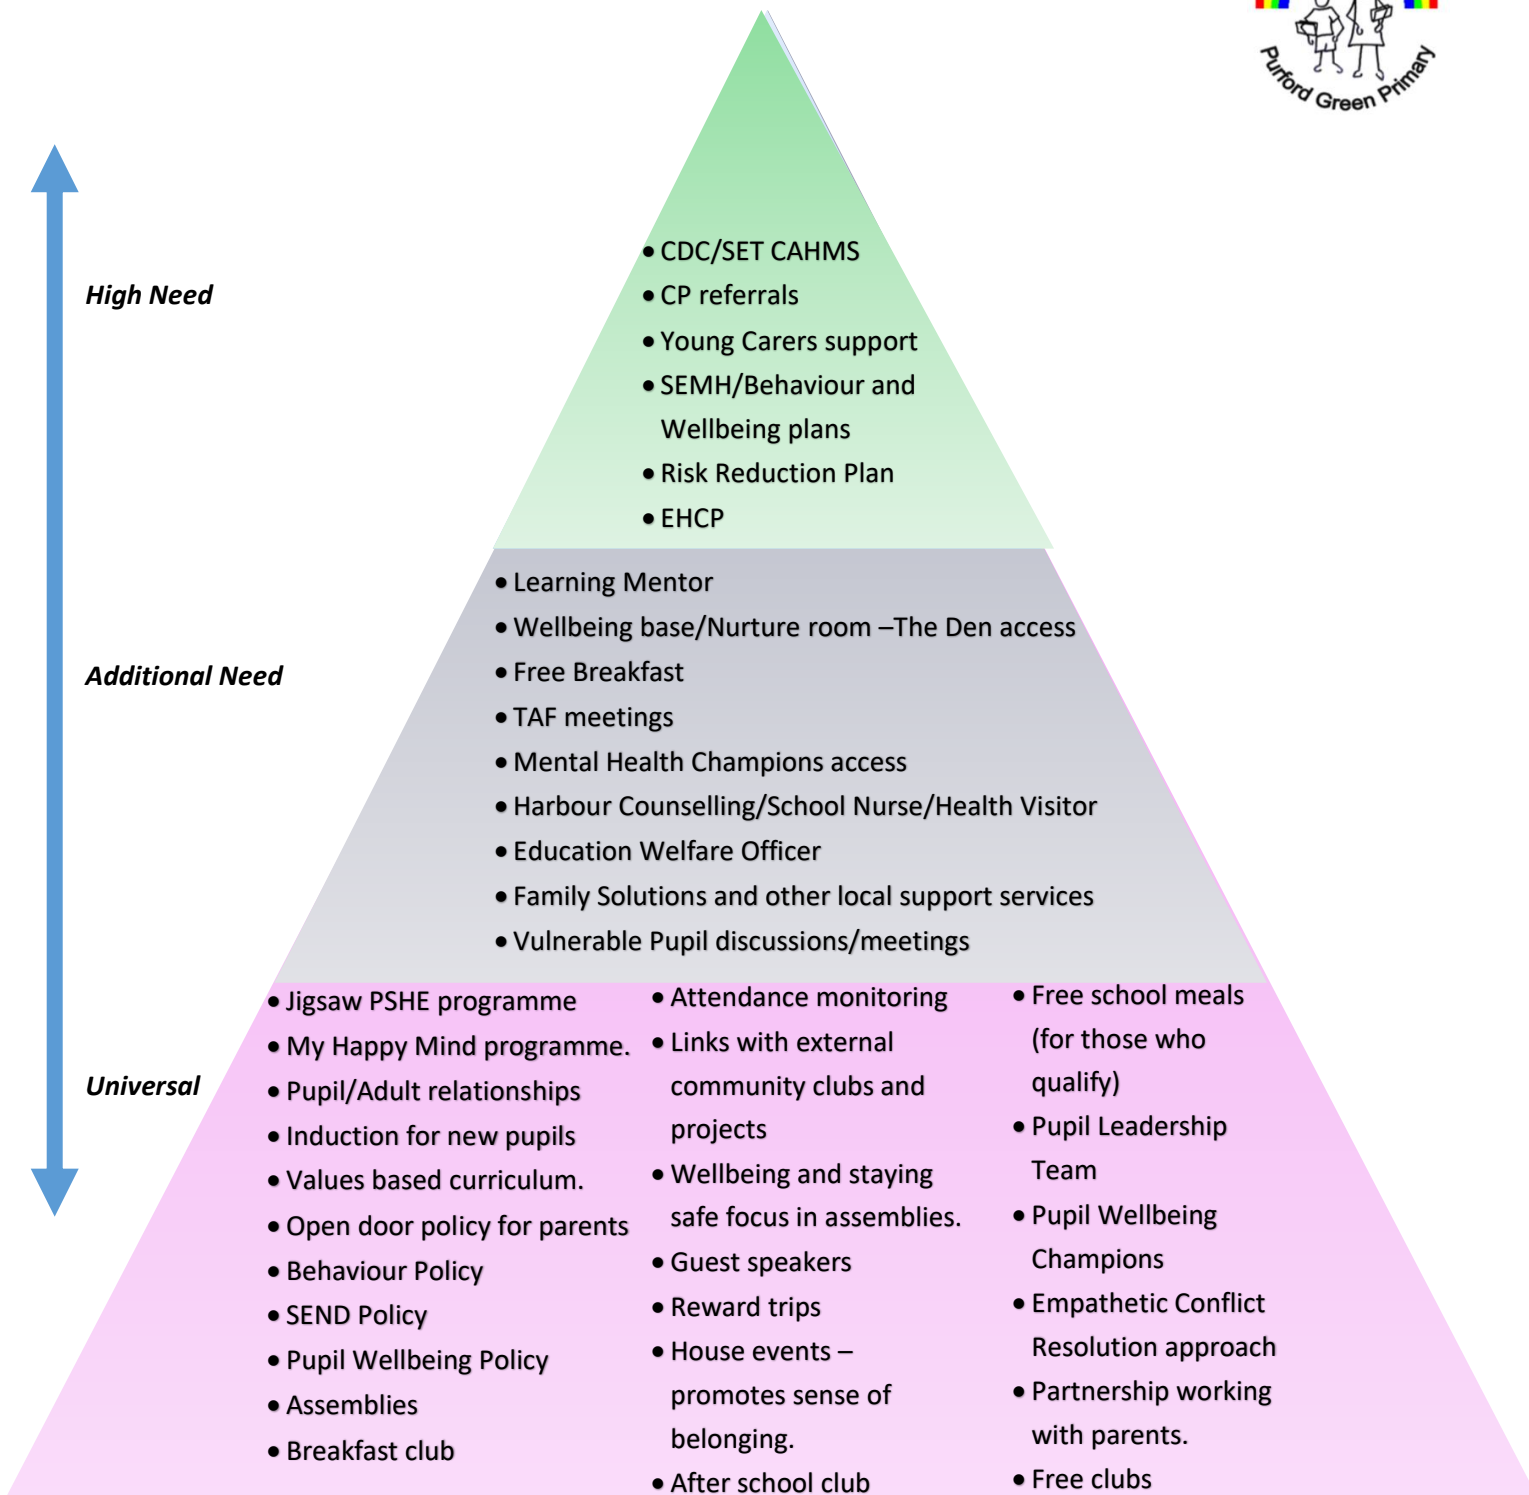 Purford Green Primary
High Need
• CDC/SET CAHMS
• CP referrals
• Young Carers support
• SEMH/Behaviour and
Wellbeing plans
• Risk Reduction Plan
• EHCP
Additional Need
• Learning Mentor
• Wellbeing base/Nurture room –The Den access
• Free Breakfast
• TAF meetings
• Mental Health Champions access
• Harbour Counselling/School Nurse/Health Visitor
• Education Welfare Officer
• Family Solutions and other local support services
• Vulnerable Pupil discussions/meetings
Universal
• Jigsaw PSHE programme
• My Happy Mind programme.
• Pupil/Adult relationships
• Induction for new pupils
• Values based curriculum.
• Open door policy for parents
• Behaviour Policy
• SEND Policy
• Pupil Wellbeing Policy
• Assemblies
• Breakfast club
• Attendance monitoring
• Links with external
community clubs and
projects
• Wellbeing and staying
safe focus in assemblies.
• Guest speakers
• Reward trips
• House events –
promotes sense of
belonging.
• After school club
• Free school meals
(for those who
qualify)
• Pupil Leadership
Team
• Pupil Wellbeing
Champions
• Empathetic Conflict
Resolution approach
• Partnership working
with parents.
• Free clubs